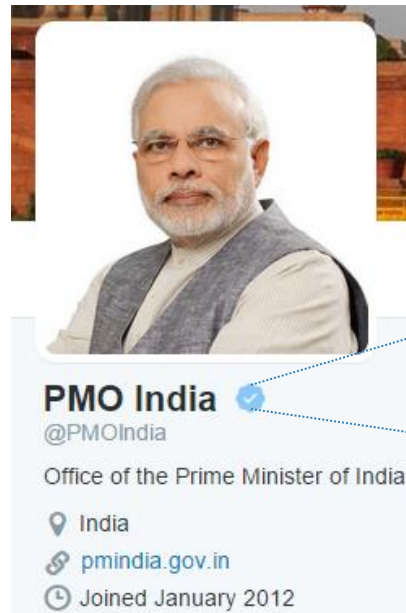 PMO India
@PMOIndia
Office of the Prime Minister of India
India
pmindia.gov.in
Joined January 2012